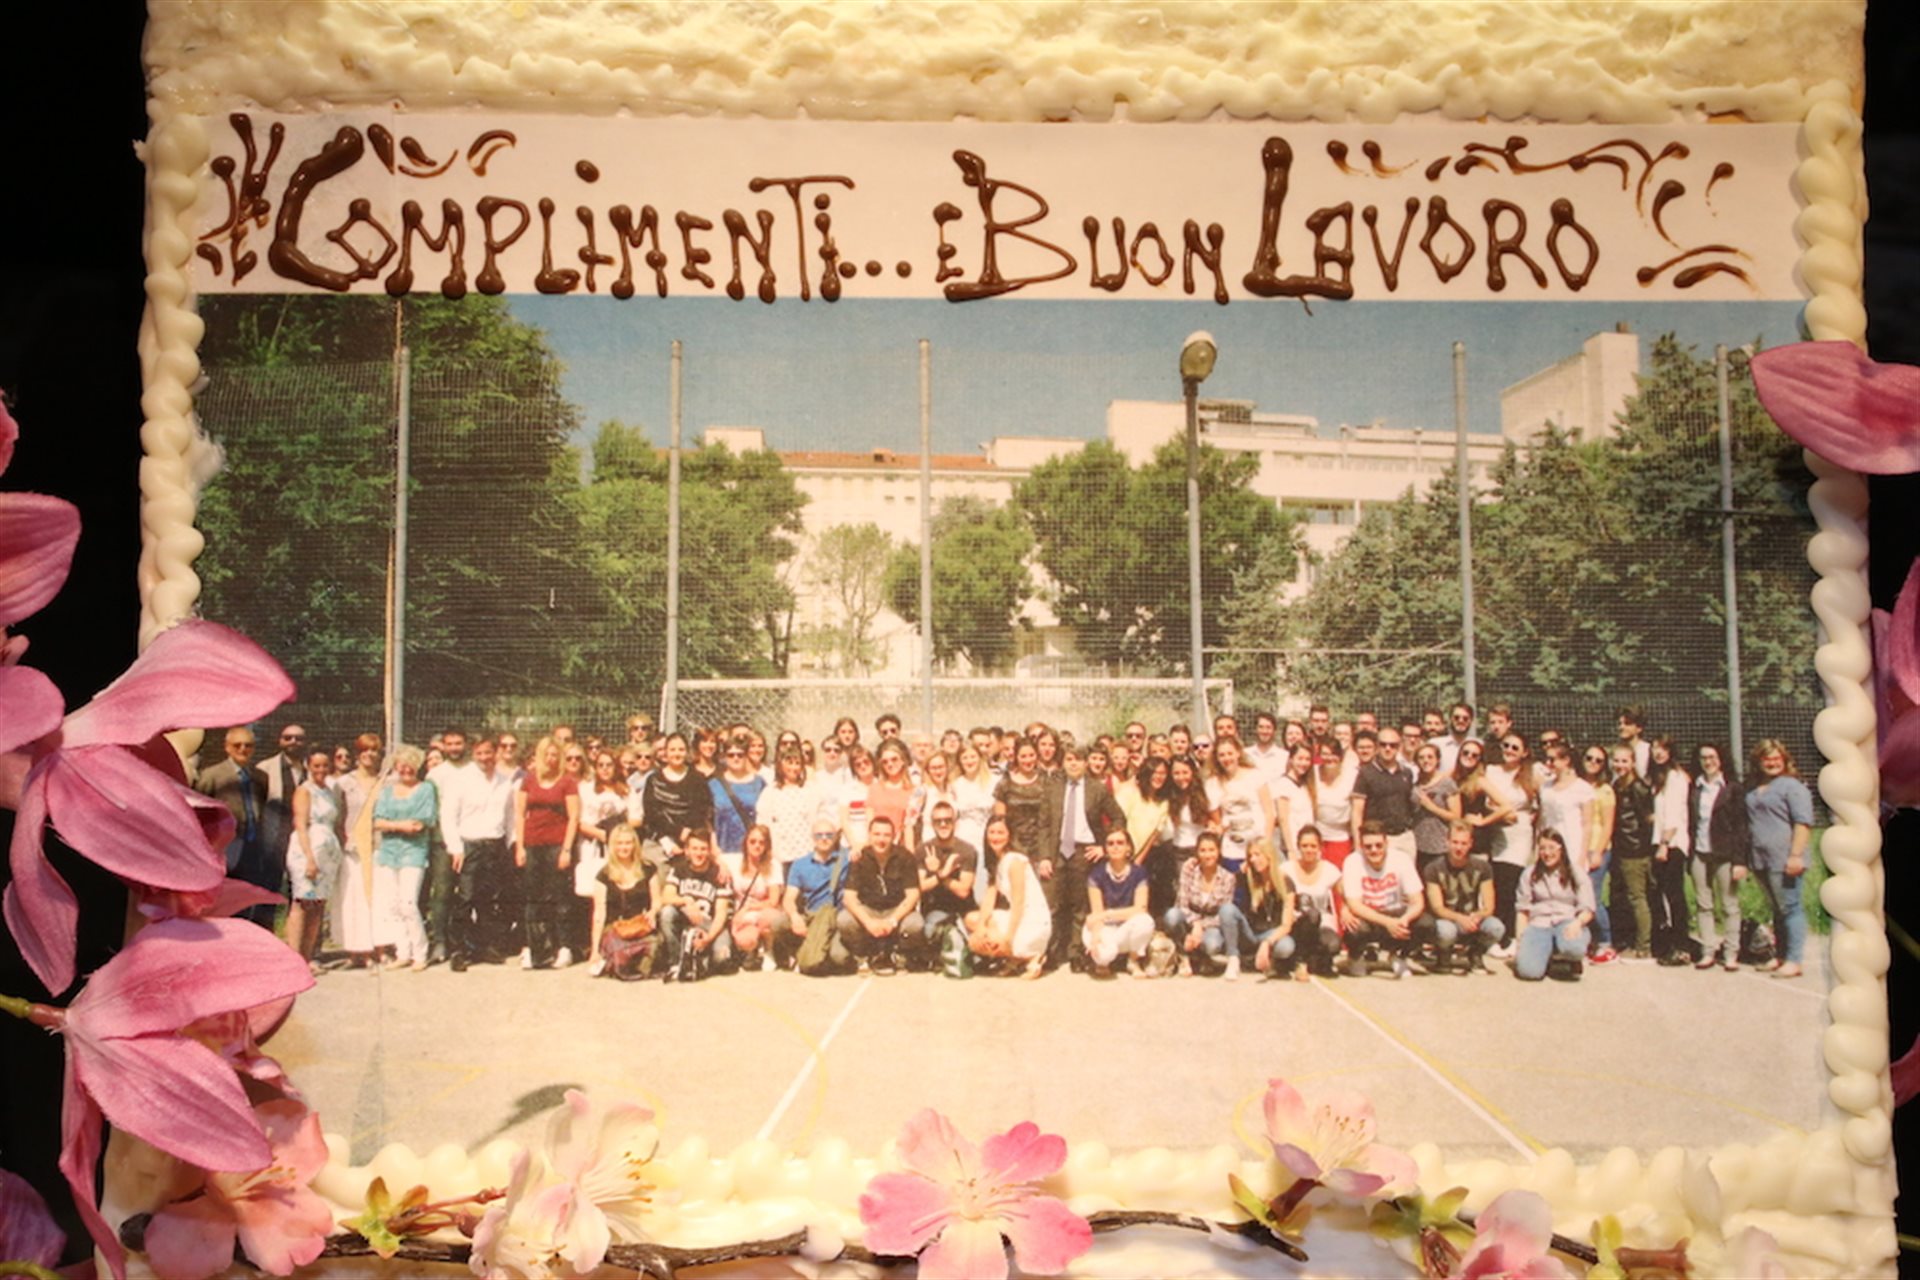 COMPLIMENTI... E BUON LAVORO